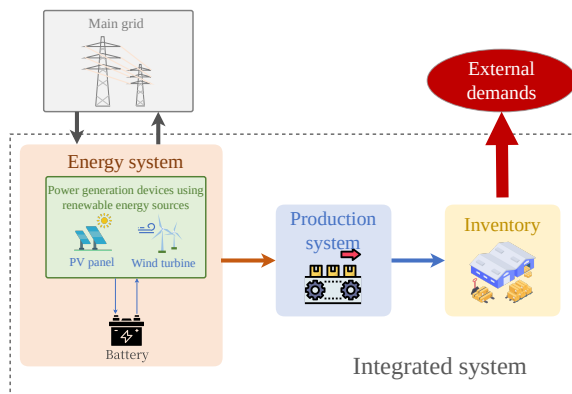 Main grid
External
demands
Energy system
Power generation devices using
renewable energy sources
PV panel
Wind turbine
Battery
Production
system
Inventory
Integrated system